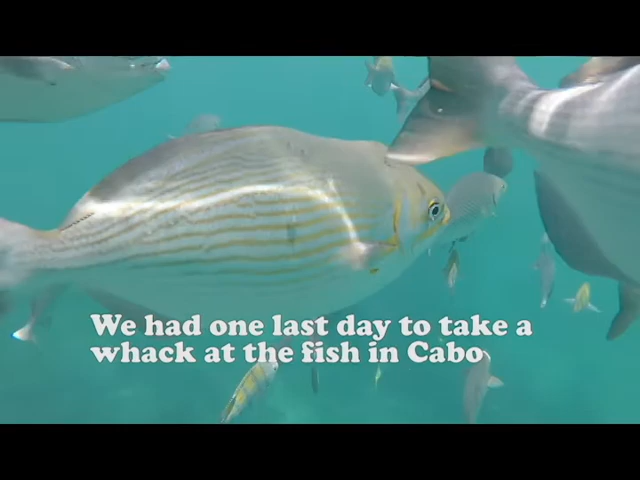 We had one last day to take a
whack at the fish in Cabo